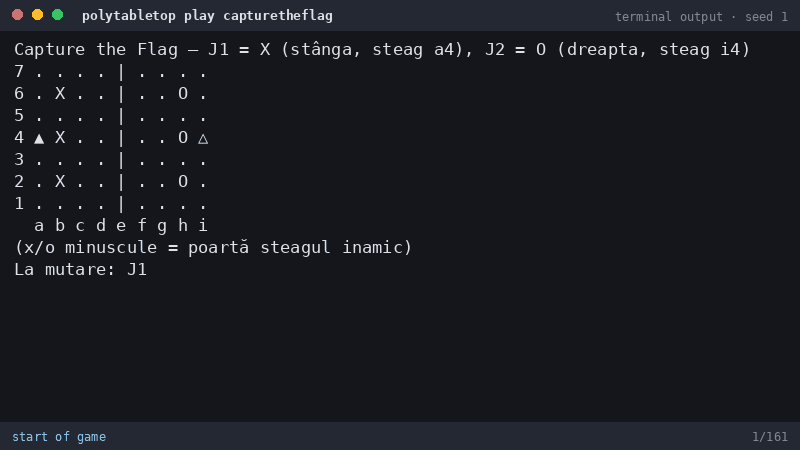 polytabletop play capturetheflag
terminal output · seed 1
Capture the Flag — J1 = X (stânga, steag a4), J2 = O (dreapta, steag i4)
7 . . . . | . . . .
6 . X . . | . . O .
5 . . . . | . . . .
4 ▲ X . . | . . O △
3 . . . . | . . . .
2 . X . . | . . O .
1 . . . . | . . . .
  a b c d e f g h i
(x/o minuscule = poartă steagul inamic)
La mutare: J1
start of game
1/161